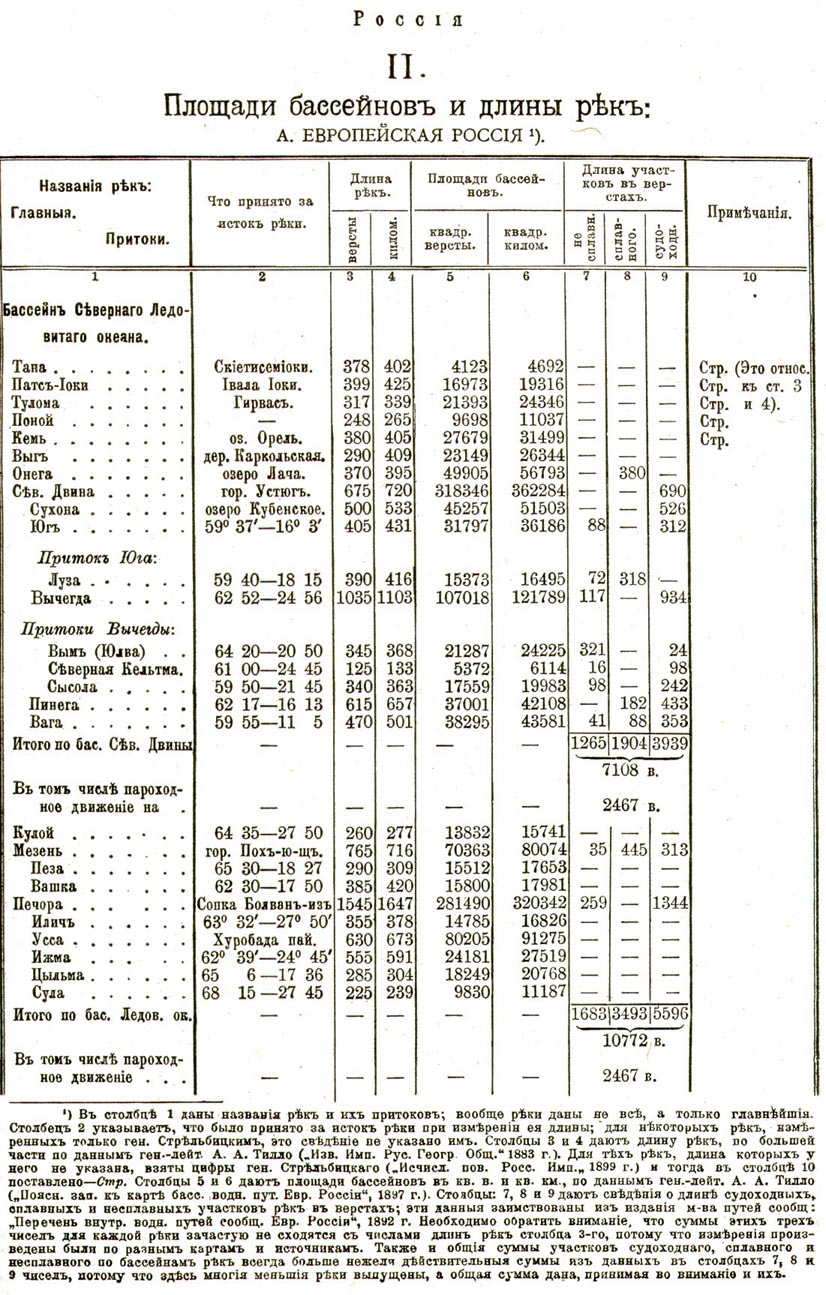 Россія
II.
Площади бассейновъ и длины рѣкъ:
А. ЕВРОПЕЙСКАЯ РОССІЯ ¹).
Названія рѣкъ: Главныя. Притоки. | Что принято за истокъ рѣки. | Длина рѣкъ. версты | килом. | Площади бассейновъ. квадр. версты. | квадр. килом. | Длина участковъ въ верстахъ. не сплавн. | сплавного. | судоходн. | Примѣчанія.
1 2 3 4 5 6 7 8 9 10
Бассейнъ Сѣвернаго Ледо-
витаго океана.
Тана . . . . . . . . Скіетисеміоки. 378 402 4123 4692 — — — Стр. (Это относ.
Патсъ-Іоки . . . . . Івала Іоки. 399 425 16973 19316 — — — Стр. къ ст. 3
Тулома . . . . . . Гирвасъ. 317 339 21393 24346 — — — Стр. и 4).
Поной . . . . . . . — 248 265 9698 11037 — — — Стр.
Кемь . . . . . . . . оз. Орель. 380 405 27679 31499 — — — Стр.
Выгъ . . . . . . . дер. Каркольская. 290 409 23149 26344 — — —
Онега . . . . . . . озеро Лача. 370 395 49905 56793 — 380 —
Сѣв. Двина . . . . . гор. Устюгъ. 675 720 318346 362284 — — 690
Сухона . . . . . . озеро Кубенское. 500 533 45257 51503 — — 526
Югъ . . . . . . . 59⁰ 37′—16⁰ 3′ 405 431 31797 36186 88 — 312
Притокъ Юга:
Луза . . . . . . 59 40—18 15 390 416 15373 16495 72 318 —
Вычегда . . . . . 62 52—24 56 1035 1103 107018 121789 117 — 934
Притоки Вычегды:
Вымъ (Юлва) . . 64 20—20 50 345 368 21287 24225 321 — 24
Сѣверная Кельтма. 61 00—24 45 125 133 5372 6114 16 — 98
Сысола . . . . . 59 50—21 45 340 363 17559 19983 98 — 242
Пинега . . . . . . 62 17—16 13 615 657 37001 42108 — 182 433
Вага . . . . . . . 59 55—11 5 470 501 38295 43581 41 88 353
Итого по бас. Сѣв. Двины — — — — — 1265 1904 3939
7108 в.
Въ томъ числѣ пароход-
ное движеніе на . — — — — — 2467 в.
Кулой . . . . . . . 64 35—27 50 260 277 13832 15741 — — —
Мезень . . . . . . . гор. Похъ-ю-щъ. 765 716 70363 80074 35 445 313
Пеза . . . . . . . 65 30—18 27 290 309 15512 17653 — — —
Вашка . . . . . . 62 30—17 50 385 420 15800 17981 — — —
Печора . . . . . . Сопка Болванъ-изъ 1545 1647 281490 320342 259 — 1344
Иличъ . . . . . . 63⁰ 32′—27⁰ 50′ 355 378 14785 16826 — — —
Усса . . . . . . . Хуробада пай. 630 673 80205 91275 — — —
Ижма . . . . . . 62⁰ 39′—24⁰ 45′ 555 591 24181 27519 — — —
Цыльма . . . . . . 65 6—17 36 285 304 18249 20768 — — —
Сула . . . . . . 68 15—27 45 225 239 9830 11187 — — —
Итого по бас. Ледов. ок. — — — — — 1683 3493 5596
10772 в.
Въ томъ числѣ пароход-
ное движеніе . . . — — — — — 2467 в.
¹) Въ столбцѣ 1 даны названія рѣкъ и ихъ притоковъ; вообще рѣки даны не всѣ, а только главнѣйшія.
Столбецъ 2 указываетъ, что было принято за истокъ рѣки при измѣреніи ея длины; для нѣкоторыхъ рѣкъ, измѣ-
ренныхъ только ген. Стрѣльбицкимъ, это свѣдѣніе не указано имъ. Столбцы 3 и 4 даютъ длину рѣкъ, по большей
части по даннымъ ген.-лейт. А. А. Тилло („Изв. Имп. Рус. Геогр Общ.“ 1883 г.). Для тѣхъ рѣкъ, длина которыхъ у
него не указана, взяты цифры ген. Стрѣльбицкаго („Исчисл. пов. Росс. Имп.„ 1899 г.) и тогда въ столбцѣ 10
поставлено—Стр. Столбцы 5 и 6 даютъ площади бассейновъ въ кв. в. и кв. км., по даннымъ ген.-лейт. А. А. Тилло
(„Поясн. зап. къ картѣ басс. водн. пут. Евр. Россіи“, 1897 г.). Столбцы: 7, 8 и 9 даютъ свѣдѣнія о длинѣ судоходныхъ,
сплавныхъ и несплавныхъ участковъ рѣкъ въ верстахъ; эти данныя заимствованы изъ изданія м-ва путей сообщ:
„Перечень внутр. водн. путей сообщ. Евр. Россіи“, 1892 г. Необходимо обратить вниманіе, что суммы этихъ трехъ
чиселъ для каждой рѣки зачастую не сходятся съ числами длинъ рѣкъ столбца 3-го, потому что измѣренія произ-
ведены были по разнымъ картамъ и источникамъ. Также и общія суммы участковъ судоходнаго, сплавного и
несплавного по бассейнамъ рѣкъ всегда больше нежели дѣйствительныя суммы изъ данныхъ въ столбцахъ 7, 8 и
9 чиселъ, потому что здѣсь многія меньшія рѣки выпущены, а общая сумма дана, принимая во вниманіе и ихъ.